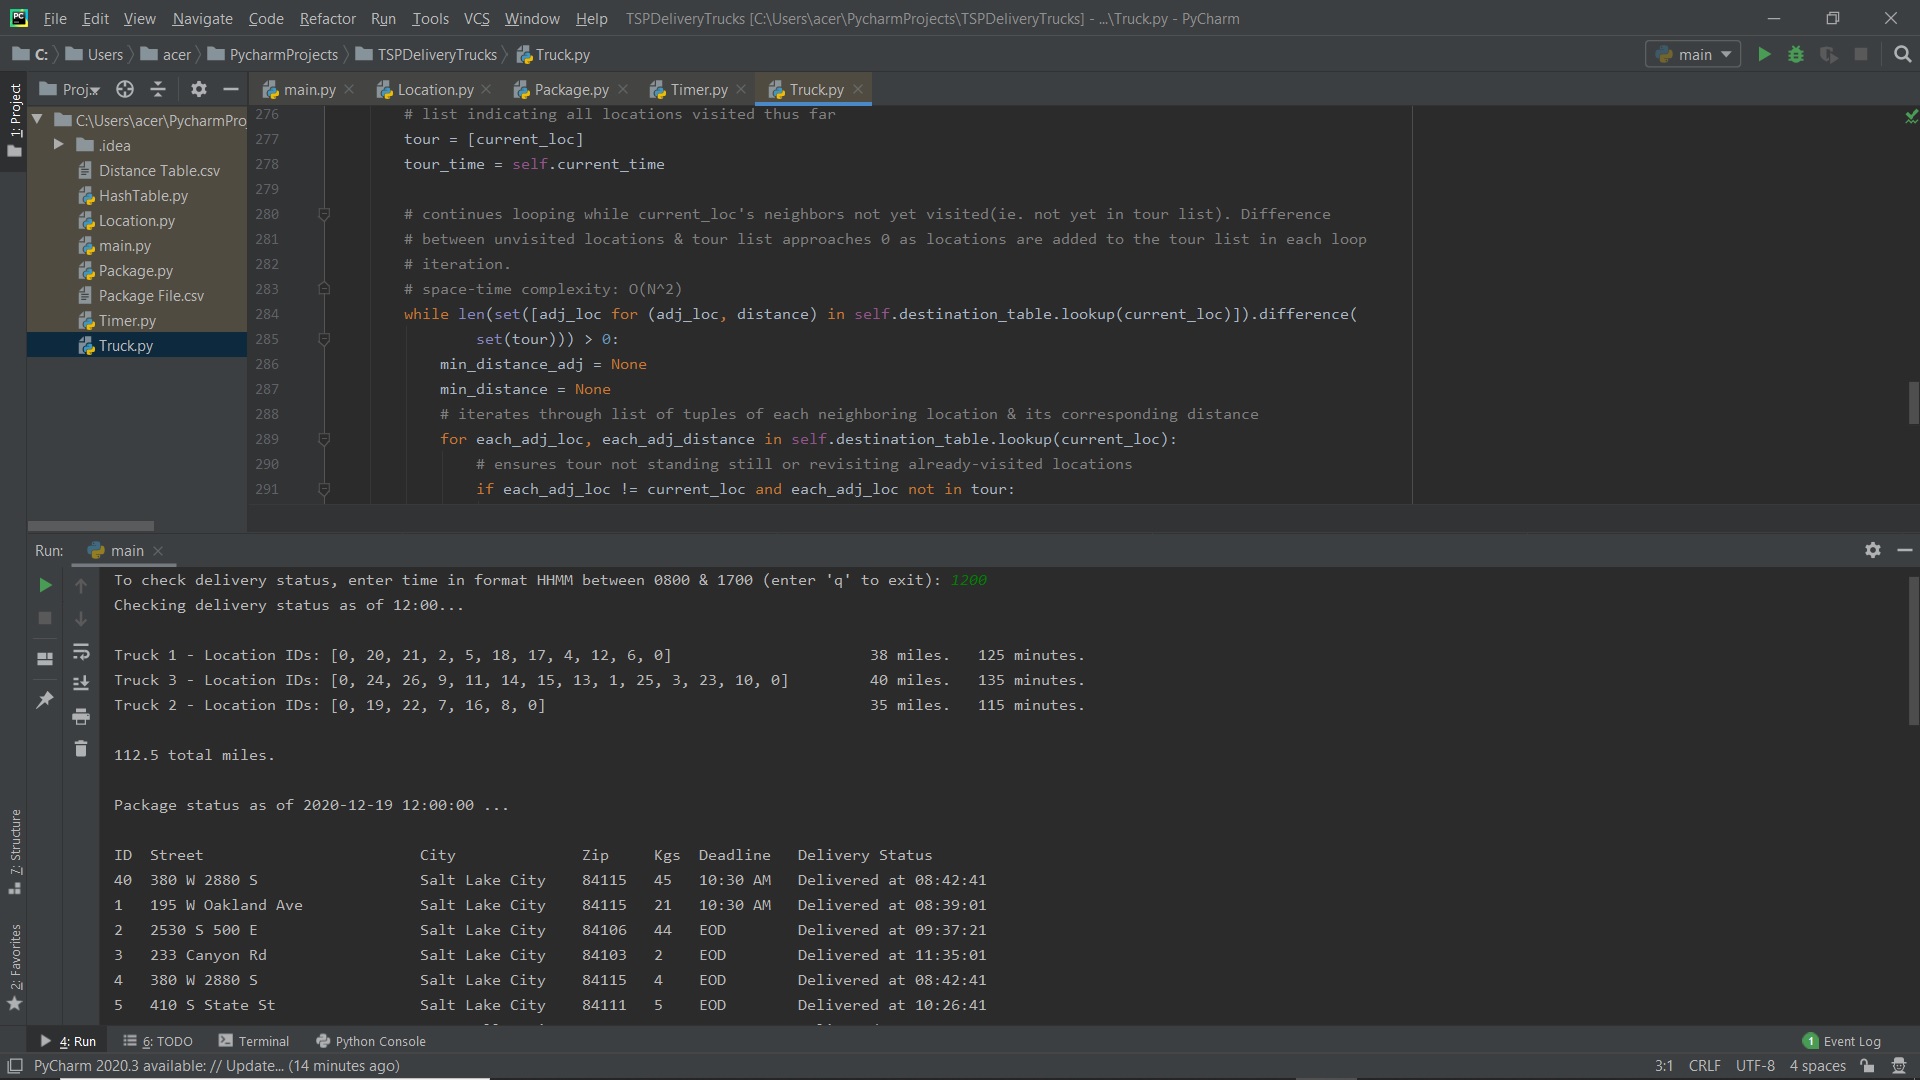 File Edit View Navigate Code Refactor Run Tools VCS Window Help TSPDeliveryTrucks [C:\Users\acer\PycharmProjects\TSPDeliveryTrucks] - ...\Truck.py - PyCharm
C: Users acer PycharmProjects TSPDeliveryTrucks Truck.py main
Proj main.py Location.py Package.py Timer.py Truck.py
1: Project
C:\Users\acer\PycharmPro
.idea
Distance Table.csv
HashTable.py
Location.py
main.py
Package.py
Package File.csv
Timer.py
Truck.py
276 # list indicating all locations visited thus far
277 tour = [current_loc]
278 tour_time = self.current_time
279
280 # continues looping while current_loc's neighbors not yet visited(ie. not yet in tour list). Difference
281 # between unvisited locations & tour list approaches 0 as locations are added to the tour list in each loop
282 # iteration.
283 # space-time complexity: O(N^2)
284 while len(set([adj_loc for (adj_loc, distance) in self.destination_table.lookup(current_loc)]).difference(
285 set(tour))) > 0:
286 min_distance_adj = None
287 min_distance = None
288 # iterates through list of tuples of each neighboring location & its corresponding distance
289 for each_adj_loc, each_adj_distance in self.destination_table.lookup(current_loc):
290 # ensures tour not standing still or revisiting already-visited locations
291 if each_adj_loc != current_loc and each_adj_loc not in tour:
Run: main
To check delivery status, enter time in format HHMM between 0800 & 1700 (enter 'q' to exit): 1200
Checking delivery status as of 12:00...
Truck 1 - Location IDs: [0, 20, 21, 2, 5, 18, 17, 4, 12, 6, 0] 38 miles. 125 minutes.
Truck 3 - Location IDs: [0, 24, 26, 9, 11, 14, 15, 13, 1, 25, 3, 23, 10, 0] 40 miles. 135 minutes.
Truck 2 - Location IDs: [0, 19, 22, 7, 16, 8, 0] 35 miles. 115 minutes.
112.5 total miles.
Package status as of 2020-12-19 12:00:00 ...
ID Street City Zip Kgs Deadline Delivery Status
40 380 W 2880 S Salt Lake City 84115 45 10:30 AM Delivered at 08:42:41
1 195 W Oakland Ave Salt Lake City 84115 21 10:30 AM Delivered at 08:39:01
2 2530 S 500 E Salt Lake City 84106 44 EOD Delivered at 09:37:21
3 233 Canyon Rd Salt Lake City 84103 2 EOD Delivered at 11:35:01
4 380 W 2880 S Salt Lake City 84115 4 EOD Delivered at 08:42:41
5 410 S State St Salt Lake City 84111 5 EOD Delivered at 10:26:41
7: Structure
2: Favorites
4: Run 6: TODO Terminal Python Console 1 Event Log
PyCharm 2020.3 available: // Update... (14 minutes ago) 3:1 CRLF UTF-8 4 spaces